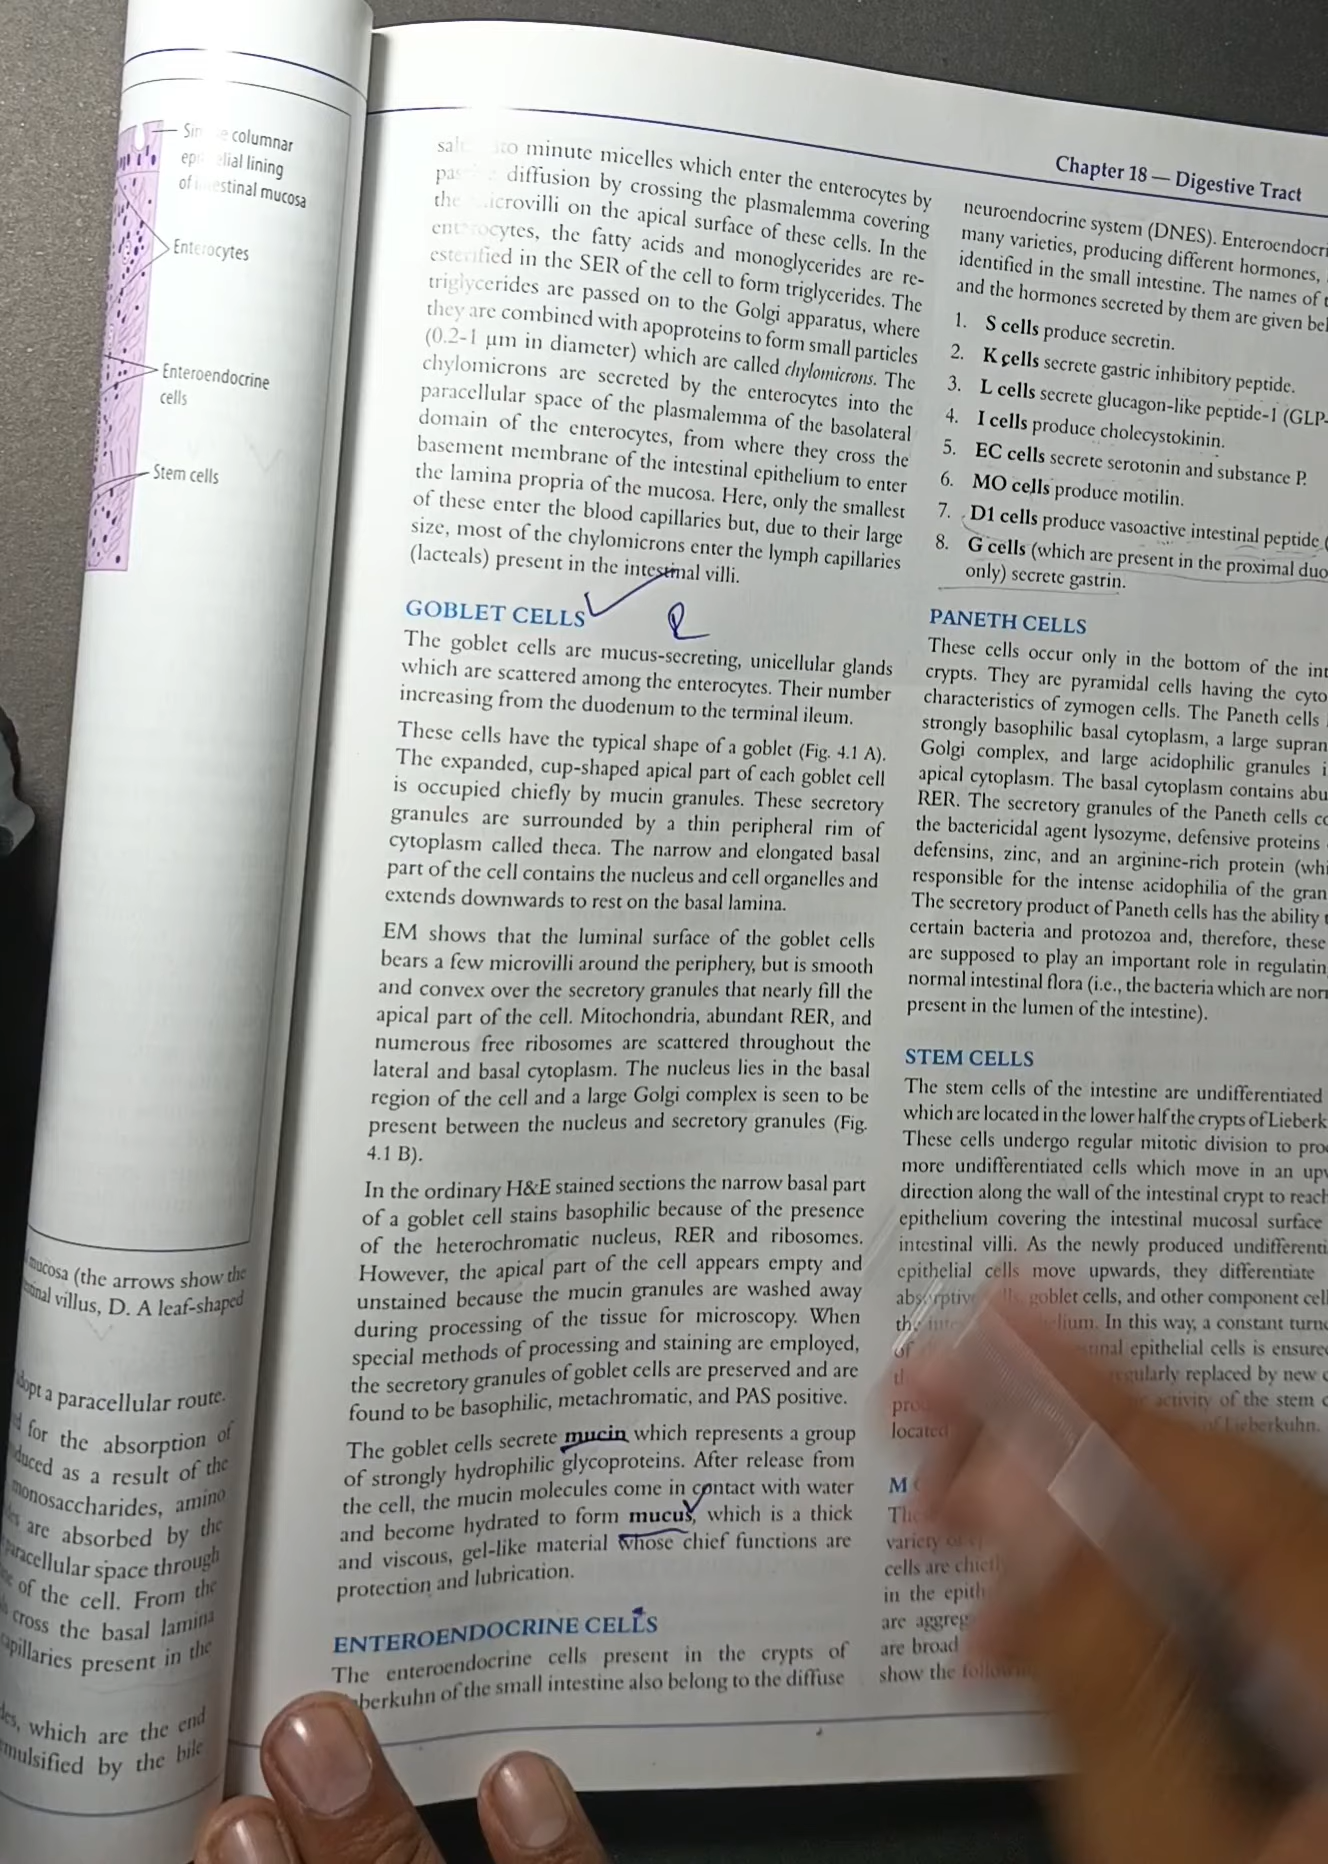 Chapter 18 — Digestive Tract
columnar
lining
of intestinal mucosa
Enterocytes
Enteroendocrine
cells
Stem cells
mucosa (the arrows show the
villus, D. A leaf-shaped
a paracellular route.
for the absorption of
as a result of the
monosaccharides, amino
are absorbed by the
paracellular space through
of the cell. From the
cross the basal lamina
capillaries present in the
which are the end
emulsified by the bile
to minute micelles which enter the enterocytes by
diffusion by crossing the plasmalemma covering
the microvilli on the apical surface of these cells. In the
enterocytes, the fatty acids and monoglycerides are re-
esterified in the SER of the cell to form triglycerides. The
triglycerides are passed on to the Golgi apparatus, where
they are combined with apoproteins to form small particles
(0.2-1 µm in diameter) which are called chylomicrons. The
chylomicrons are secreted by the enterocytes into the
paracellular space of the plasmalemma of the basolateral
domain of the enterocytes, from where they cross the
basement membrane of the intestinal epithelium to enter
the lamina propria of the mucosa. Here, only the smallest
of these enter the blood capillaries but, due to their large
size, most of the chylomicrons enter the lymph capillaries
(lacteals) present in the intestinal villi.
GOBLET CELLS
The goblet cells are mucus-secreting, unicellular glands
which are scattered among the enterocytes. Their number
increasing from the duodenum to the terminal ileum.
These cells have the typical shape of a goblet (Fig. 4.1 A).
The expanded, cup-shaped apical part of each goblet cell
is occupied chiefly by mucin granules. These secretory
granules are surrounded by a thin peripheral rim of
cytoplasm called theca. The narrow and elongated basal
part of the cell contains the nucleus and cell organelles and
extends downwards to rest on the basal lamina.
EM shows that the luminal surface of the goblet cells
bears a few microvilli around the periphery, but is smooth
and convex over the secretory granules that nearly fill the
apical part of the cell. Mitochondria, abundant RER, and
numerous free ribosomes are scattered throughout the
lateral and basal cytoplasm. The nucleus lies in the basal
region of the cell and a large Golgi complex is seen to be
present between the nucleus and secretory granules (Fig.
4.1 B).
In the ordinary H&E stained sections the narrow basal part
of a goblet cell stains basophilic because of the presence
of the heterochromatic nucleus, RER and ribosomes.
However, the apical part of the cell appears empty and
unstained because the mucin granules are washed away
during processing of the tissue for microscopy. When
special methods of processing and staining are employed,
the secretory granules of goblet cells are preserved and are
found to be basophilic, metachromatic, and PAS positive.
The goblet cells secrete mucin which represents a group
of strongly hydrophilic glycoproteins. After release from
the cell, the mucin molecules come in contact with water
and become hydrated to form mucus, which is a thick
and viscous, gel-like material whose chief functions are
protection and lubrication.
ENTEROENDOCRINE CELLS
The enteroendocrine cells present in the crypts of
berkuhn of the small intestine also belong to the diffuse
neuroendocrine system (DNES). Enteroendocri
many varieties, producing different hormones,
identified in the small intestine. The names of
and the hormones secreted by them are given bel
1. S cells produce secretin.
2. K cells secrete gastric inhibitory peptide.
3. L cells secrete glucagon-like peptide-1 (GLP-
4. I cells produce cholecystokinin.
5. EC cells secrete serotonin and substance P.
6. MO cells produce motilin.
7. D1 cells produce vasoactive intestinal peptide (
8. G cells (which are present in the proximal duo
only) secrete gastrin.
PANETH CELLS
These cells occur only in the bottom of the int
crypts. They are pyramidal cells having the cyto
characteristics of zymogen cells. The Paneth cells
strongly basophilic basal cytoplasm, a large supran
Golgi complex, and large acidophilic granules i
apical cytoplasm. The basal cytoplasm contains abu
RER. The secretory granules of the Paneth cells co
the bactericidal agent lysozyme, defensive proteins
defensins, zinc, and an arginine-rich protein (whi
responsible for the intense acidophilia of the gran
The secretory product of Paneth cells has the ability
certain bacteria and protozoa and, therefore, these
are supposed to play an important role in regulatin
normal intestinal flora (i.e., the bacteria which are nor
present in the lumen of the intestine).
STEM CELLS
The stem cells of the intestine are undifferentiated
which are located in the lower half the crypts of Lieberk
These cells undergo regular mitotic division to pro
more undifferentiated cells which move in an up
direction along the wall of the intestinal crypt to reach
epithelium covering the intestinal mucosal surface
intestinal villi. As the newly produced undifferenti
epithelial cells move upwards, they differentiate
goblet cells, and other component cell
In this way, a constant turn
epithelial cells is ensure
regularly replaced by new
activity of the stem
located of Lieberkuhn.
M
variety
cells are
in the
are
are broad
show the